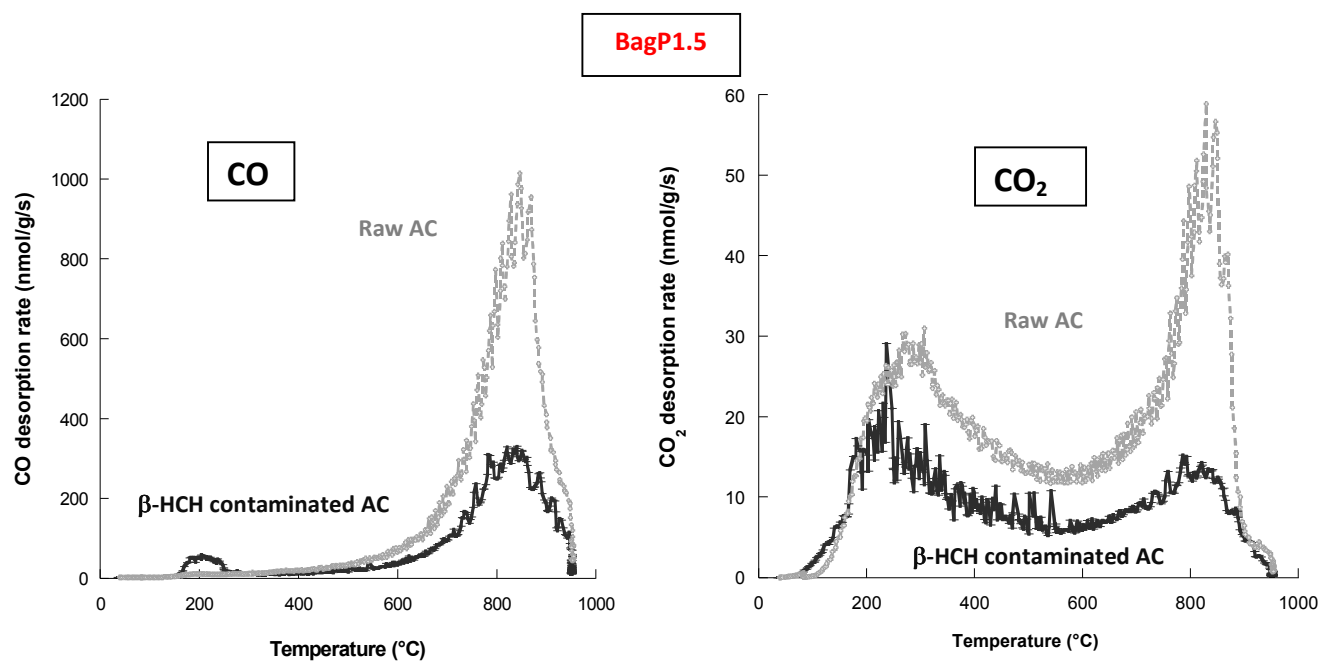 BagP1.5
CO desorption rate (nmol/g/s)
1200
1000
800
600
400
200
0
CO
Raw AC
β-HCH contaminated AC
0 200 400 600 800 1000
Temperature (°C)
CO₂ desorption rate (nmol/g/s)
60
50
40
30
20
10
0
CO₂
Raw AC
β-HCH contaminated AC
0 200 400 600 800 1000
Temperature (°C)